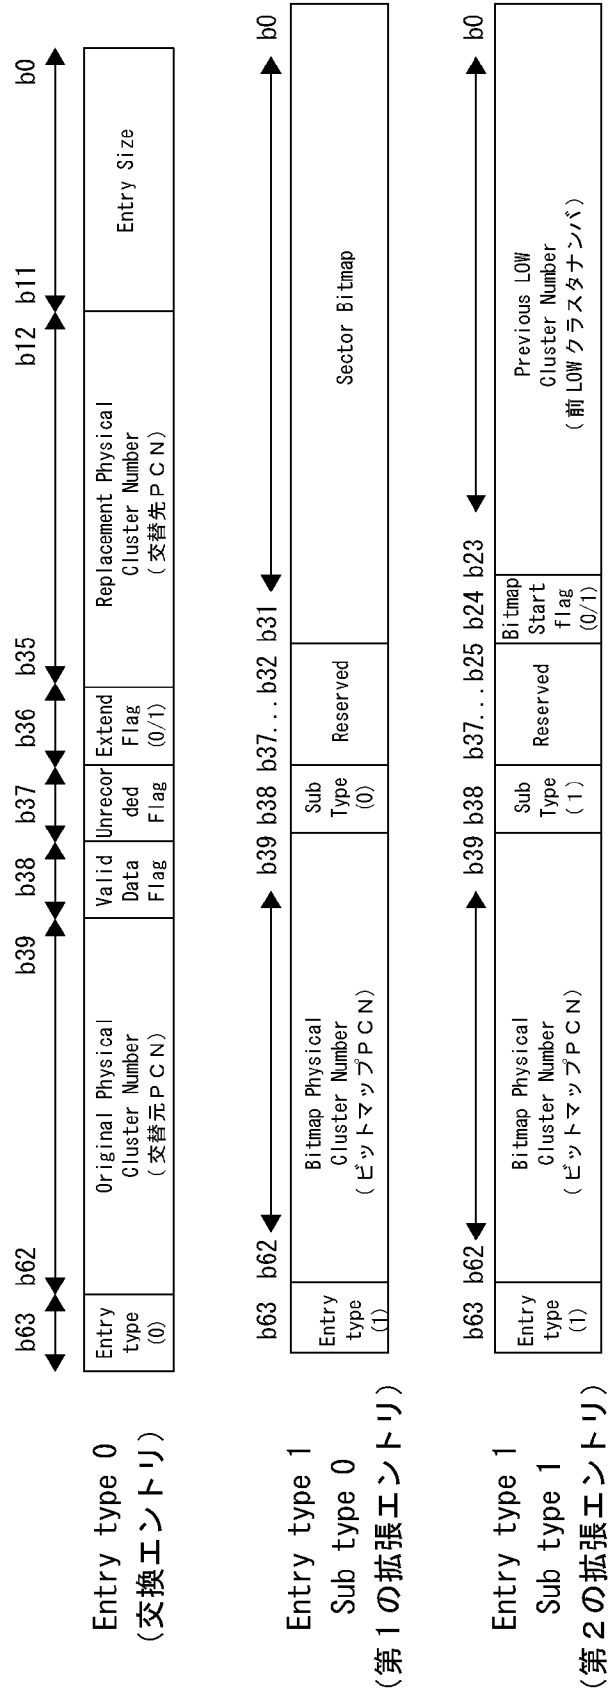 Entry type 0
(交換エントリ)
b63
b62
b39
b38
b37
b36
b35
b12
b11
b0
Entry
type
(0)
Original Physical
Cluster Number
(交替元PCN)
Valid
Data
Flag
Unrecor
ded
Flag
Extend
Flag
(0/1)
Replacement Physical
Cluster Number
(交替先PCN)
Entry Size
Entry type 1
Sub type 0
(第1の拡張エントリ)
b63
b62
b39
b38
b37...b32
b31
b0
Entry
type
(1)
Bitmap Physical
Cluster Number
(ビットマップPCN)
Sub
Type
(0)
Reserved
Sector Bitmap
Entry type 1
Sub type 1
(第2の拡張エントリ)
b63
b62
b39
b38
b37...b25
b24
b23
b0
Entry
type
(1)
Bitmap Physical
Cluster Number
(ビットマップPCN)
Sub
Type
(1)
Reserved
Bitmap
Start
flag
(0/1)
Previous LOW
Cluster Number
(前LOWクラスタナンバ)